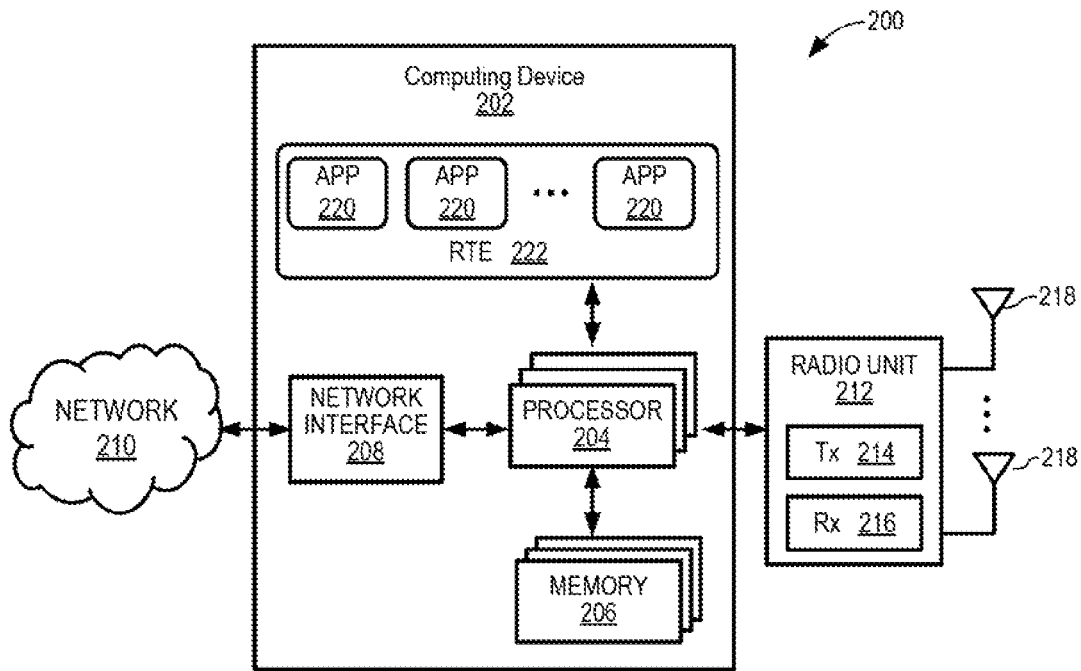 200
Computing Device
202
APP
220
APP
220
...
APP
220
RTE 222
218
NETWORK
210
NETWORK
INTERFACE
208
PROCESSOR
204
RADIO UNIT
212
Tx 214
Rx 216
218
MEMORY
206